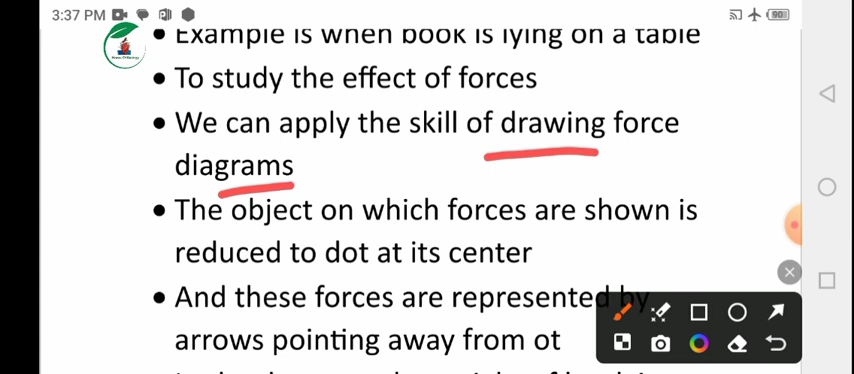 3:37 PM
90
• Example is when book is lying on a table
• To study the effect of forces
• We can apply the skill of drawing force
diagrams
• The object on which forces are shown is
reduced to dot at its center
• And these forces are represented by
arrows pointing away from ot